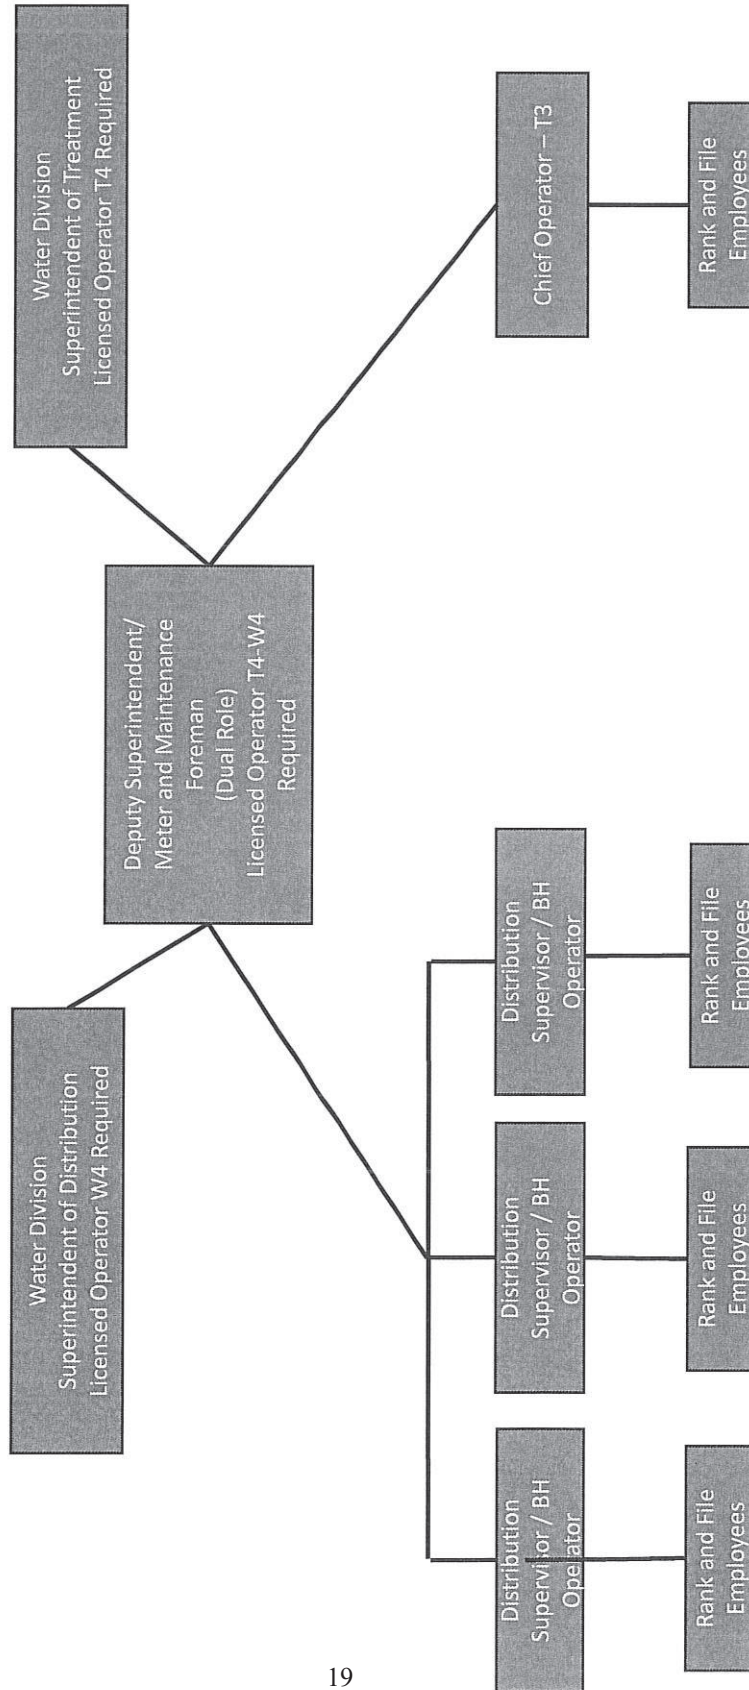 Water Division
Superintendent of Distribution
Licensed Operator W4 Required
Water Division
Superintendent of Treatment
Licensed Operator T4 Required
Deputy Superintendent/
Meter and Maintenance
Foreman
(Dual Role)
Licensed Operator T4-W4
Required
Distribution
Supervisor / BH
Operator
Distribution
Supervisor / BH
Operator
Distribution
Supervisor / BH
Operator
Chief Operator – T3
Rank and File
Employees
Rank and File
Employees
Rank and File
Employees
Rank and File
Employees
19